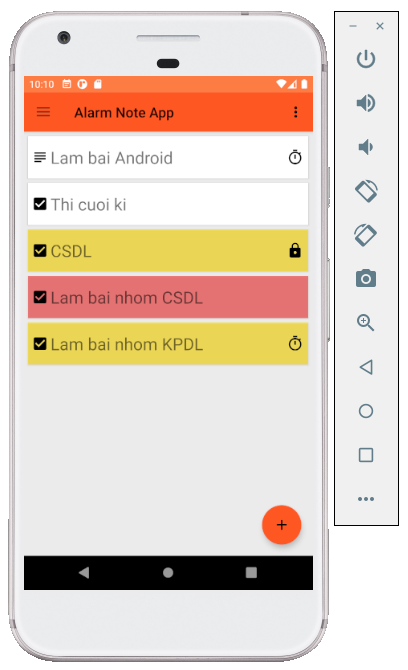 10:10
Alarm Note App
Lam bai Android
Thi cuoi ki
CSDL
Lam bai nhom CSDL
Lam bai nhom KPDL